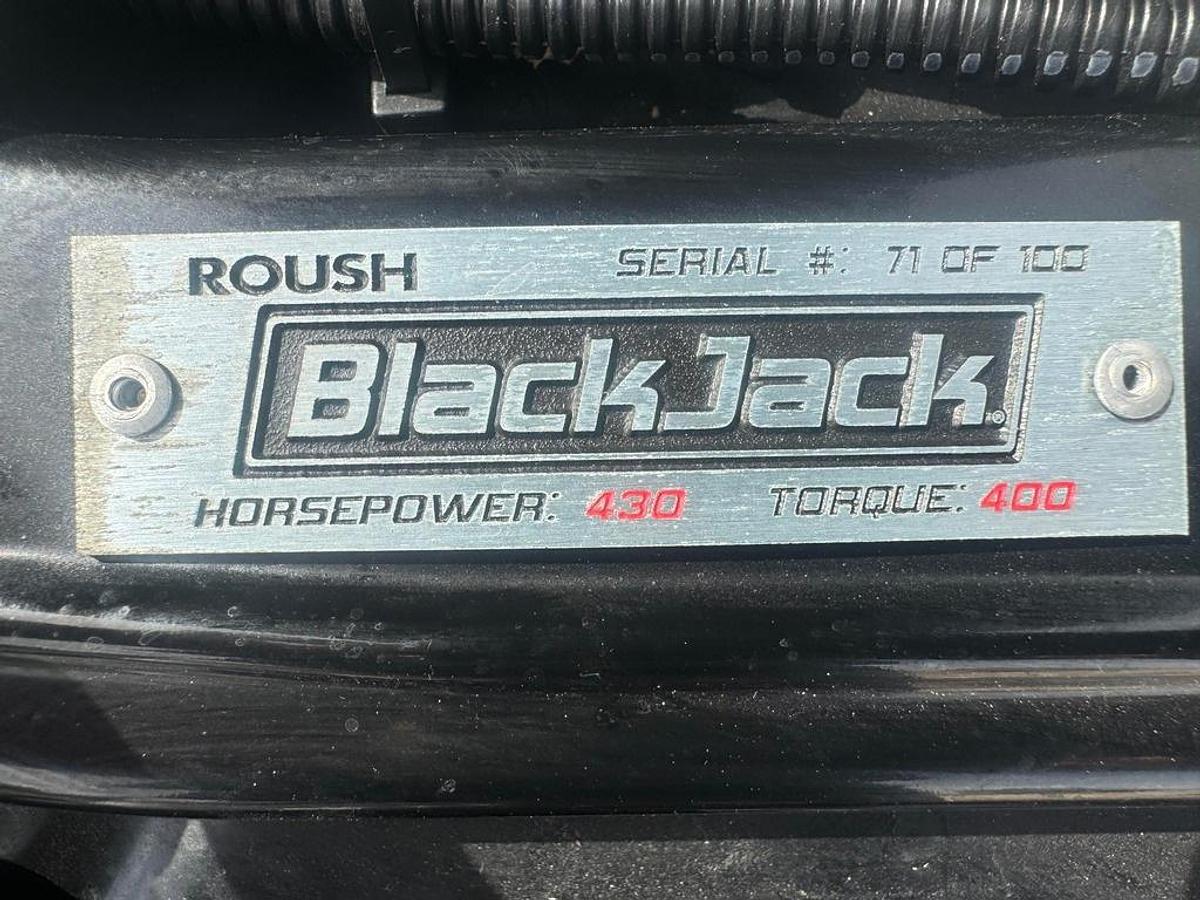 ROUSH SERIAL #: 71 OF 100
BlackJack®
HORSEPOWER: 430 TORQUE: 400